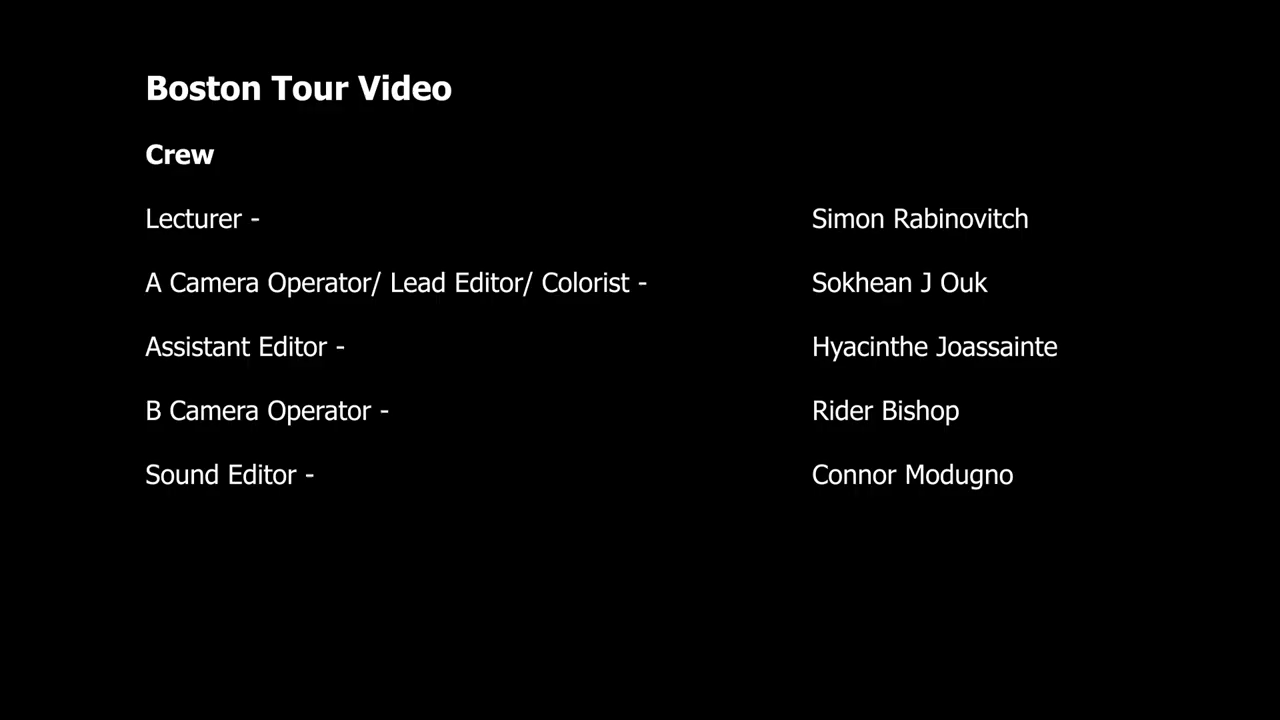 Boston Tour Video
Crew
Lecturer - Simon Rabinovitch
A Camera Operator/ Lead Editor/ Colorist - Sokhean J Ouk
Assistant Editor - Hyacinthe Joassainte
B Camera Operator - Rider Bishop
Sound Editor - Connor Modugno